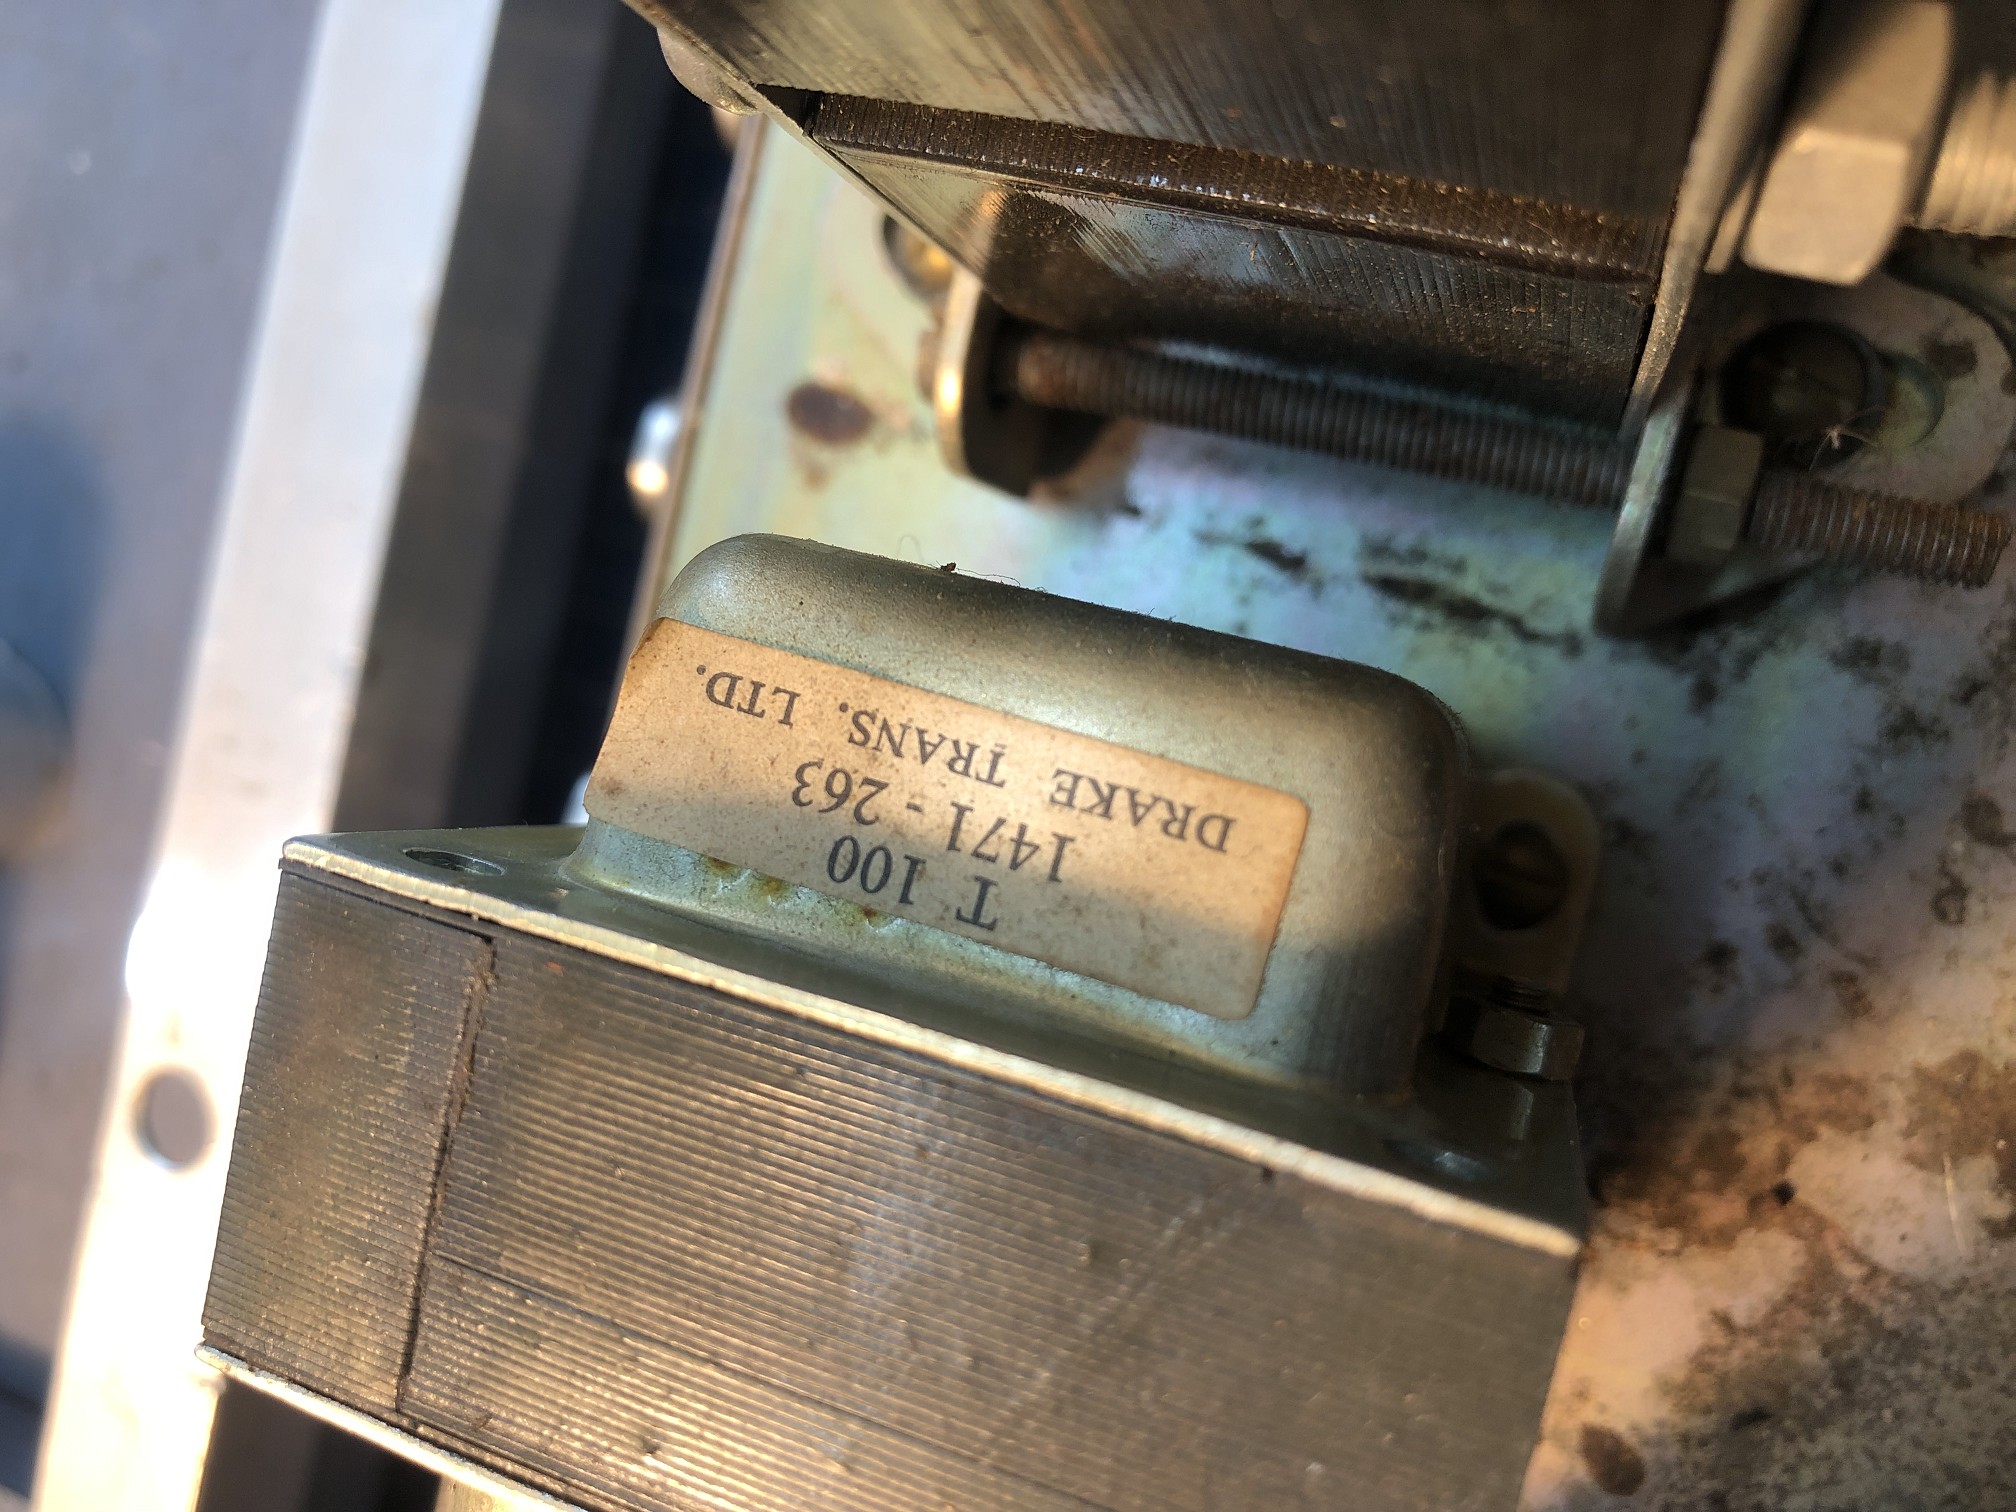 DRAKE TRANS. LTD.
1471 - 263
T 100